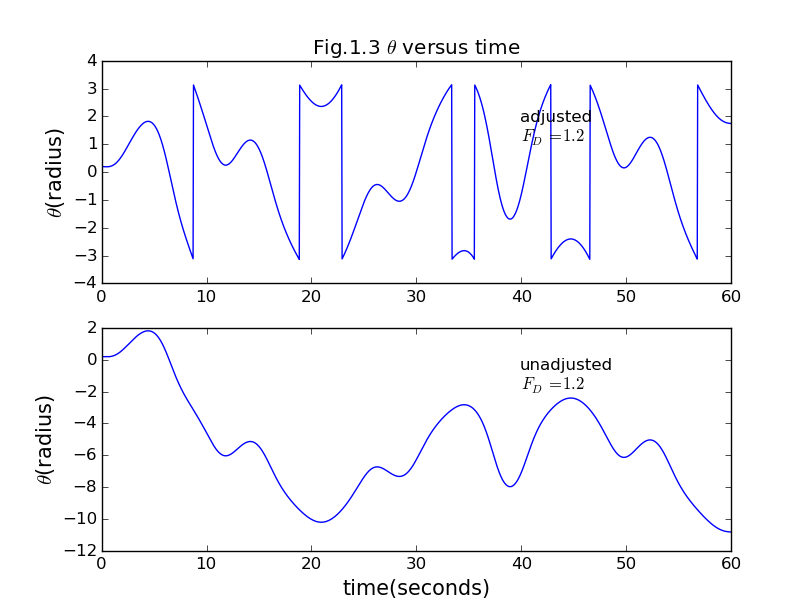 Fig.1.3 θ versus time
4
3
2
1
0
−1
−2
−3
−4
θ(radius)
adjusted
F_D =1.2
0 10 20 30 40 50 60
2
0
−2
−4
−6
−8
−10
−12
θ(radius)
unadjusted
F_D =1.2
0 10 20 30 40 50 60
time(seconds)